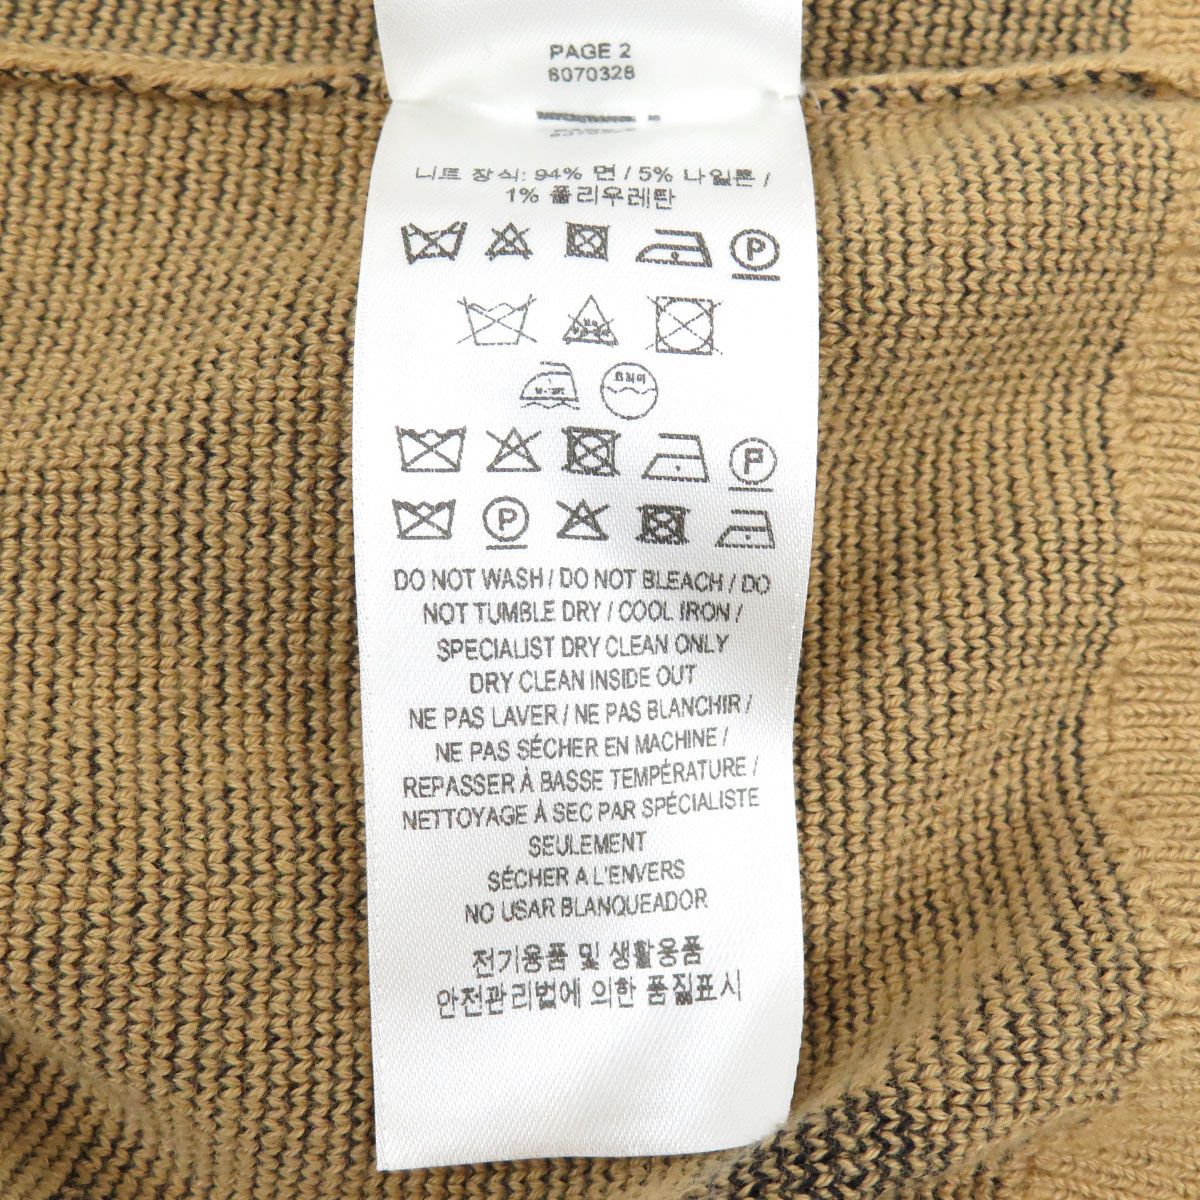 PAGE 2
8070328
니트 장식: 94% 면 / 5% 나일론 /
1% 폴리우레탄
P
P
P
DO NOT WASH / DO NOT BLEACH / DO
NOT TUMBLE DRY / COOL IRON /
SPECIALIST DRY CLEAN ONLY
DRY CLEAN INSIDE OUT
NE PAS LAVER / NE PAS BLANCHIR /
NE PAS SÉCHER EN MACHINE /
REPASSER À BASSE TEMPÉRATURE /
NETTOYAGE À SEC PAR SPÉCIALISTE
SEULEMENT
SÉCHER A L'ENVERS
NO USAR BLANQUEADOR
전기용품 및 생활용품
안전관리법에 의한 품질표시